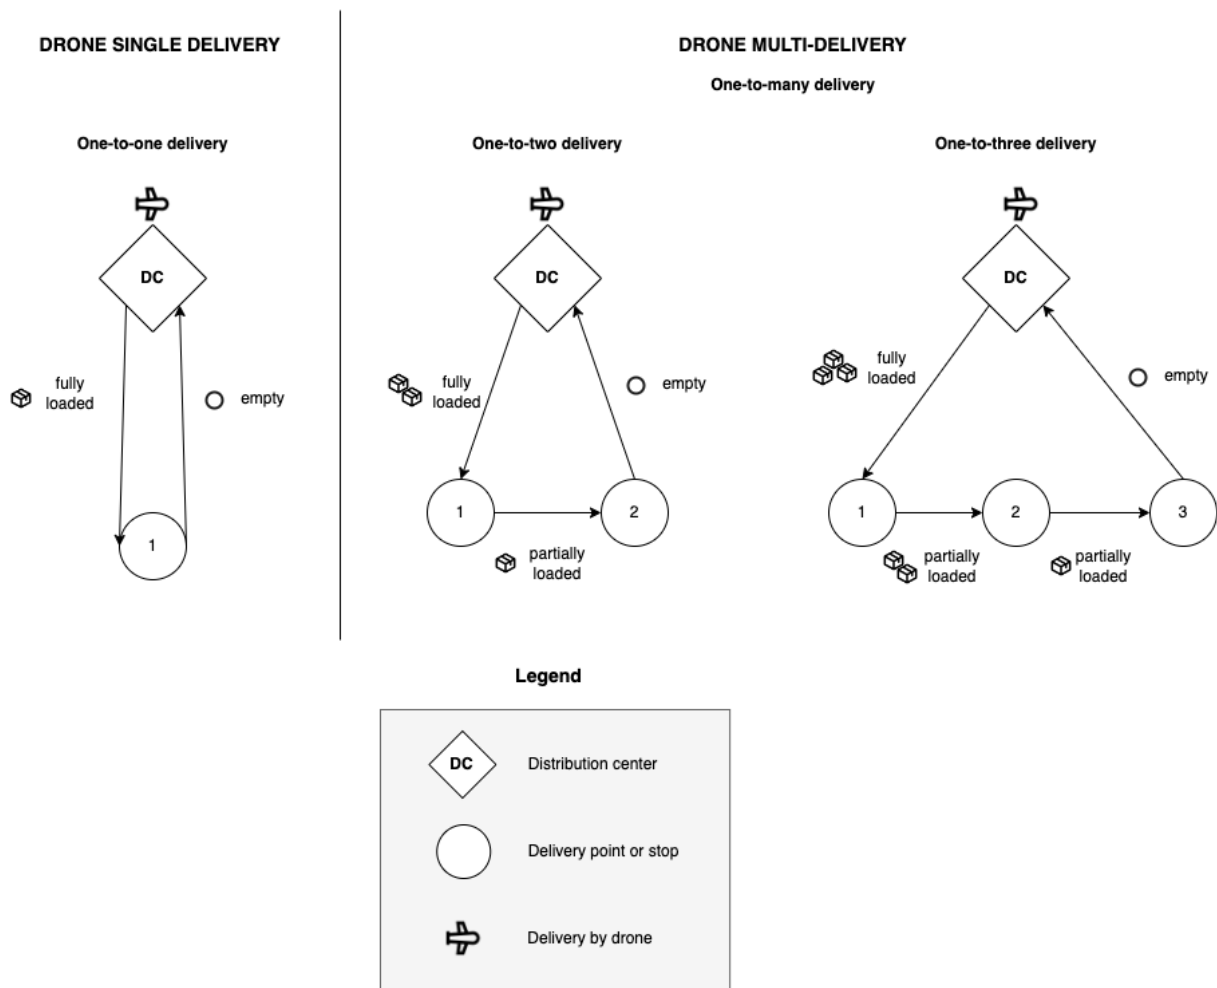 DRONE SINGLE DELIVERY
DRONE MULTI-DELIVERY
One-to-many delivery
One-to-one delivery
One-to-two delivery
One-to-three delivery
DC
DC
DC
fully
loaded
empty
fully
loaded
empty
fully
loaded
empty
1
1
2
1
2
3
partially
loaded
partially
loaded
partially
loaded
Legend
DC
Distribution center
Delivery point or stop
Delivery by drone